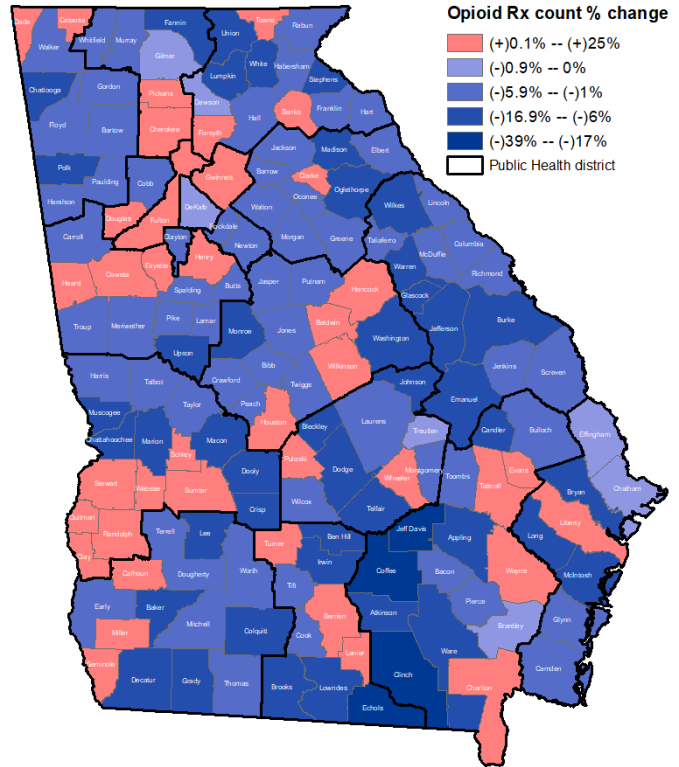 Opioid Rx count % change
(+)0.1% -- (+)25%
(-)0.9% -- 0%
(-)5.9% -- (-)1%
(-)16.9% -- (-)6%
(-)39% -- (-)17%
Public Health district
Dade
Catoosa
Fannin
Towns
Rabun
Walker
Whitfield
Murray
Union
Gilmer
White
Habersham
Lumpkin
Stephens
Chattooga
Gordon
Pickens
Dawson
Banks
Franklin
Hart
Floyd
Bartow
Cherokee
Forsyth
Hall
Jackson
Madison
Elbert
Polk
Paulding
Cobb
Gwinnett
Barrow
Clarke
Oglethorpe
Haralson
DeKalb
Walton
Oconee
Wilkes
Lincoln
Douglas
Fulton
Rockdale
Carroll
Clayton
Newton
Morgan
Greene
Taliaferro
Columbia
McDuffie
Henry
Fayette
Coweta
Heard
Spalding
Butts
Jasper
Putnam
Hancock
Warren
Richmond
Glascock
Troup
Meriwether
Pike
Lamar
Monroe
Jones
Baldwin
Washington
Jefferson
Burke
Upson
Wilkinson
Bibb
Twiggs
Crawford
Harris
Talbot
Taylor
Peach
Houston
Johnson
Jenkins
Screven
Emanuel
Laurens
Muscogee
Chattahoochee
Marion
Macon
Bleckley
Treutlen
Candler
Bulloch
Effingham
Schley
Dooly
Pulaski
Dodge
Wheeler
Montgomery
Toombs
Tattnall
Evans
Bryan
Chatham
Stewart
Webster
Sumter
Crisp
Wilcox
Telfair
Liberty
Quitman
Randolph
Terrell
Lee
Turner
Ben Hill
Jeff Davis
Appling
Long
Clay
Calhoun
Dougherty
Worth
Irwin
Coffee
Bacon
Wayne
McIntosh
Early
Baker
Mitchell
Tift
Berrien
Atkinson
Pierce
Brantley
Glynn
Miller
Colquitt
Cook
Lanier
Ware
Seminole
Decatur
Grady
Thomas
Brooks
Lowndes
Clinch
Echols
Charlton
Camden